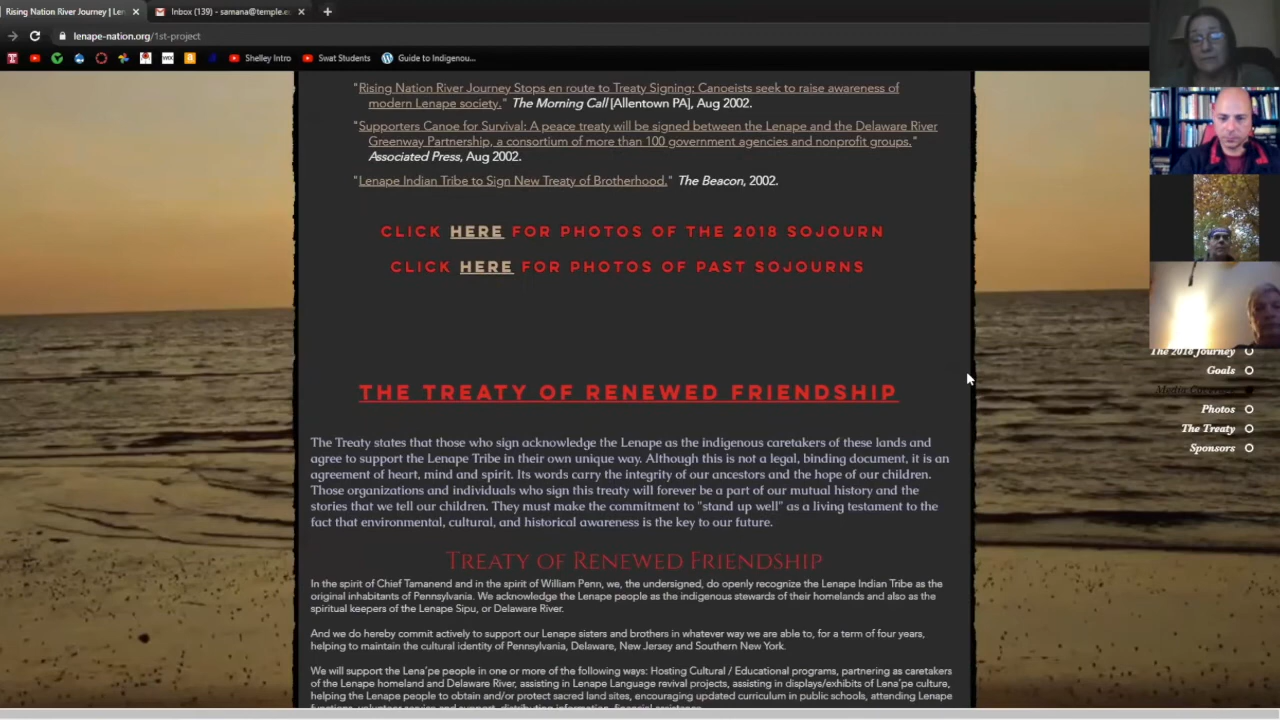 Rising Nation River Journey | Len
Inbox (139) - samana@temple.e
lenape-nation.org/1st-project
Shelley Intro
Swat Students
Guide to Indigenou...
"Rising Nation River Journey Stops en route to Treaty Signing: Canoeists seek to raise awareness of
modern Lenape society." The Morning Call [Allentown PA], Aug 2002.
"Supporters Canoe for Survival: A peace treaty will be signed between the Lenape and the Delaware River
Greenway Partnership, a consortium of more than 100 government agencies and nonprofit groups."
Associated Press, Aug 2002.
"Lenape Indian Tribe to Sign New Treaty of Brotherhood." The Beacon, 2002.
CLICK HERE FOR PHOTOS OF THE 2018 SOJOURN
CLICK HERE FOR PHOTOS OF PAST SOJOURNS
The 2018 Journey
Goals
Media Coverage
Photos
The Treaty
Sponsors
THE TREATY OF RENEWED FRIENDSHIP
The Treaty states that those who sign acknowledge the Lenape as the indigenous caretakers of these lands and
agree to support the Lenape Tribe in their own unique way. Although this is not a legal, binding document, it is an
agreement of heart, mind and spirit. Its words carry the integrity of our ancestors and the hope of our children.
Those organizations and individuals who sign this treaty will forever be a part of our mutual history and the
stories that we tell our children. They must make the commitment to "stand up well" as a living testament to the
fact that environmental, cultural, and historical awareness is the key to our future.
Treaty of Renewed Friendship
In the spirit of Chief Tamanend and in the spirit of William Penn, we, the undersigned, do openly recognize the Lenape Indian Tribe as the
original inhabitants of Pennsylvania. We acknowledge the Lenape people as the indigenous stewards of their homelands and also as the
spiritual keepers of the Lenape Sipu, or Delaware River.
And we do hereby commit actively to support our Lenape sisters and brothers in whatever way we are able to, for a term of four years,
helping to maintain the cultural identity of Pennsylvania, Delaware, New Jersey and Southern New York.
We will support the Lena'pe people in one or more of the following ways: Hosting Cultural / Educational programs, partnering as caretakers
of the Lenape homeland and Delaware River, assisting in Lenape Language revival projects, assisting in displays/exhibits of Lena'pe culture,
helping the Lenape people to obtain and/or protect sacred land sites, encouraging updated curriculum in public schools, attending Lenape
functions, volunteer service and support, distributing information, financial assistance.